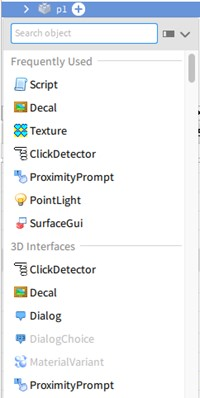 p1
Search object
Frequently Used
Script
Decal
Texture
ClickDetector
ProximityPrompt
PointLight
SurfaceGui
3D Interfaces
ClickDetector
Decal
Dialog
DialogChoice
MaterialVariant
ProximityPrompt